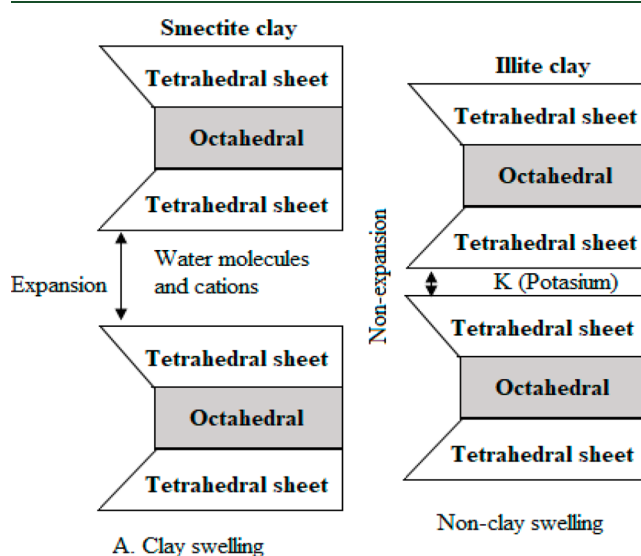 Smectite clay
Tetrahedral sheet
Octahedral
Tetrahedral sheet
Expansion
Water molecules
and cations
Tetrahedral sheet
Octahedral
Tetrahedral sheet
A. Clay swelling
Illite clay
Tetrahedral sheet
Octahedral
Tetrahedral sheet
Non-expansion
K (Potasium)
Tetrahedral sheet
Octahedral
Tetrahedral sheet
Non-clay swelling